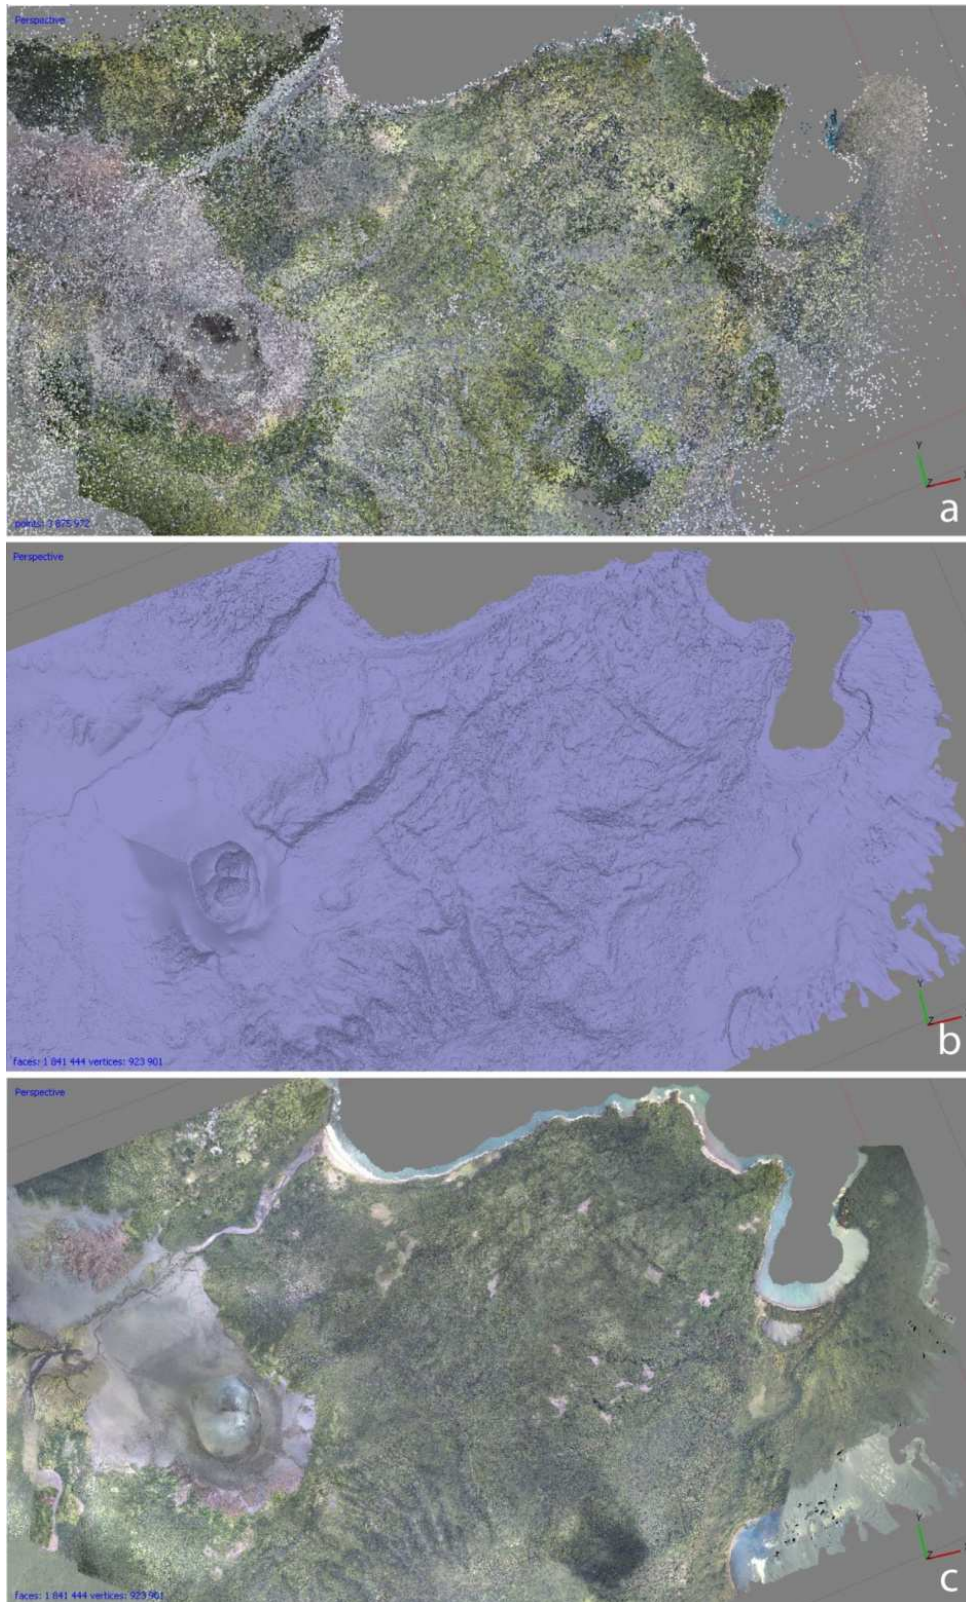 Perspective
points: 3 875 972
Y
Z
a
Perspective
faces: 1 841 444 vertices: 923 901
Y
Z
b
Perspective
faces: 1 841 444 vertices: 923 901
Y
Z
c